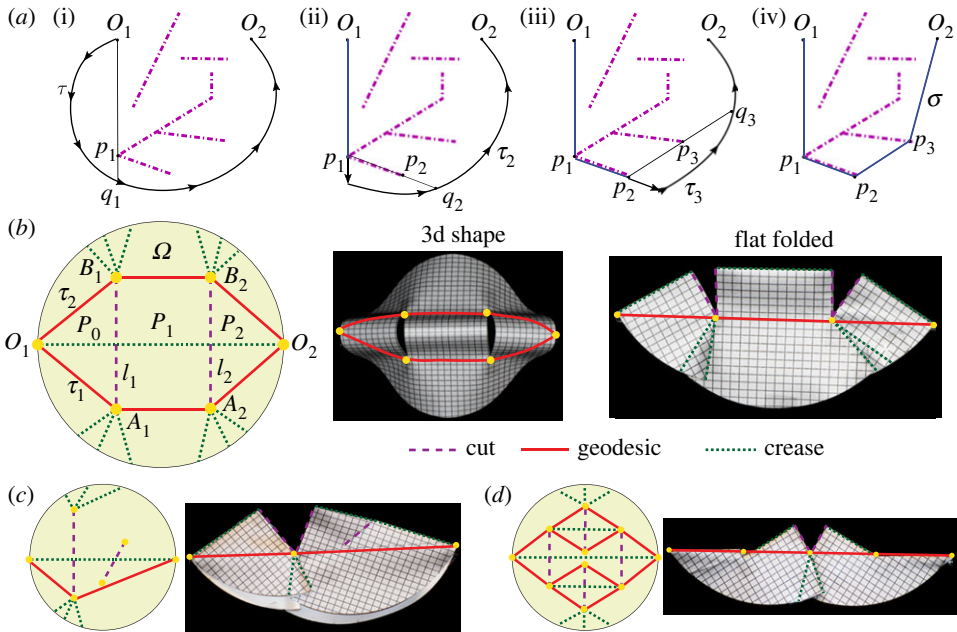 (a) (i) (ii) (iii) (iv)
O1 O2 τ p1 q1
O1 O2 p1 p2 q2 τ2
O1 O2 p1 p2 p3 q3 τ3
O1 O2 p1 p2 p3 σ
(b) 3d shape flat folded
Ω
B1 B2
τ2
P0 P1 P2
O1 O2
τ1 l1 l2
A1 A2
cut geodesic crease
(c) (d)